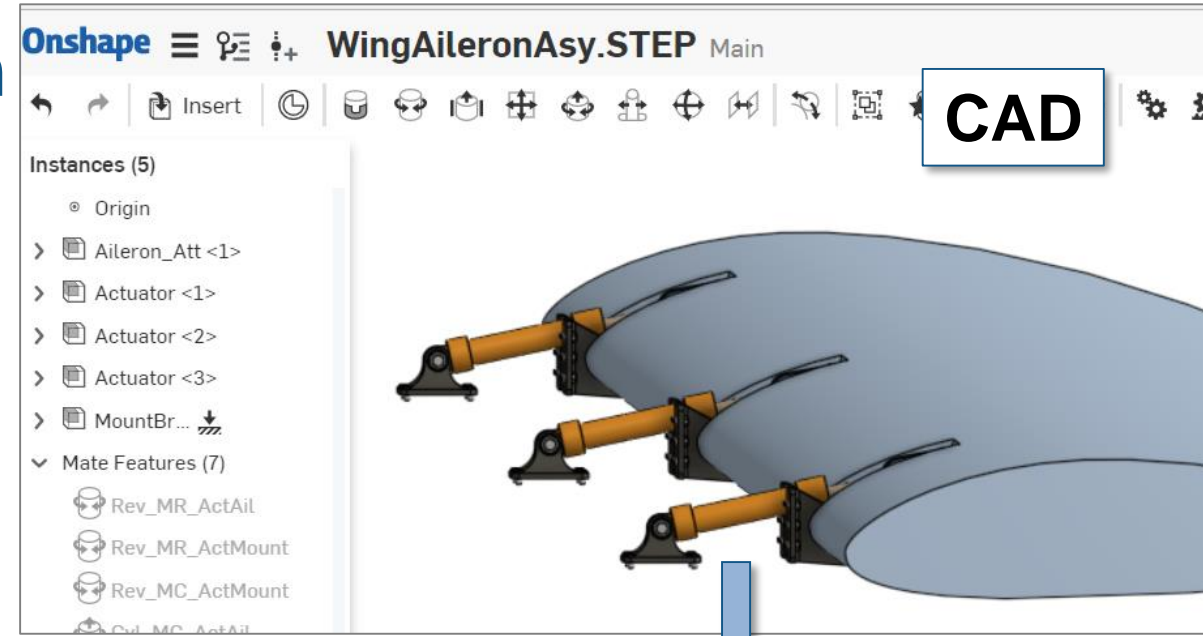 Onshape WingAileronAsy.STEP Main
Insert
CAD
Instances (5)
Origin
Aileron_Att <1>
Actuator <1>
Actuator <2>
Actuator <3>
MountBr...
Mate Features (7)
Rev_MR_ActAil
Rev_MR_ActMount
Rev_MC_ActMount
Cyl_MC_ActAil